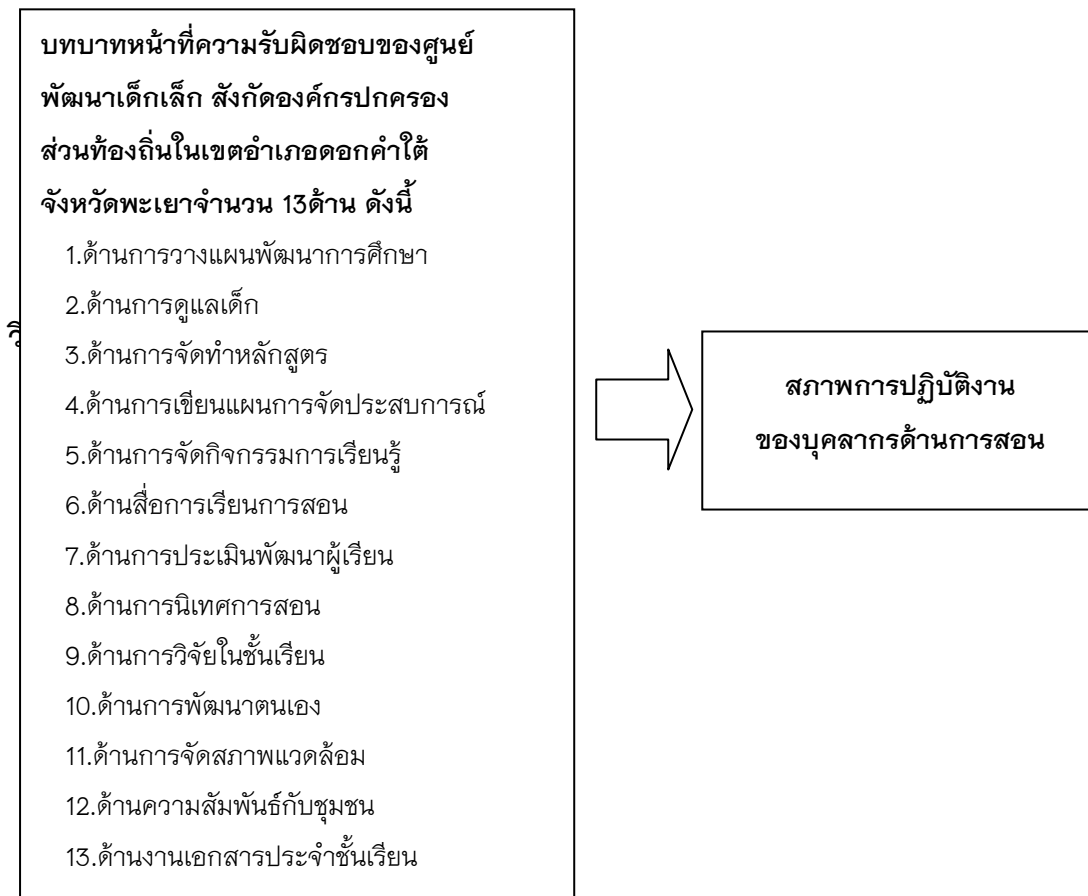 บทบาทหน้าที่ความรับผิดชอบของศูนย์
พัฒนาเด็กเล็ก สังกัดองค์กรปกครอง
ส่วนท้องถิ่นในเขตอำเภอดอกคำใต้
จังหวัดพะเยาจำนวน 13ด้าน ดังนี้
1.ด้านการวางแผนพัฒนาการศึกษา
2.ด้านการดูแลเด็ก
3.ด้านการจัดทำหลักสูตร
4.ด้านการเขียนแผนการจัดประสบการณ์
5.ด้านการจัดกิจกรรมการเรียนรู้
6.ด้านสื่อการเรียนการสอน
7.ด้านการประเมินพัฒนาผู้เรียน
8.ด้านการนิเทศการสอน
9.ด้านการวิจัยในชั้นเรียน
10.ด้านการพัฒนาตนเอง
11.ด้านการจัดสภาพแวดล้อม
12.ด้านความสัมพันธ์กับชุมชน
13.ด้านงานเอกสารประจำชั้นเรียน
สภาพการปฏิบัติงาน
ของบุคลากรด้านการสอน